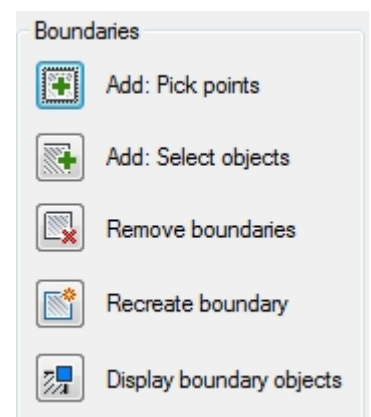 Boundaries
Add: Pick points
Add: Select objects
Remove boundaries
Recreate boundary
Display boundary objects